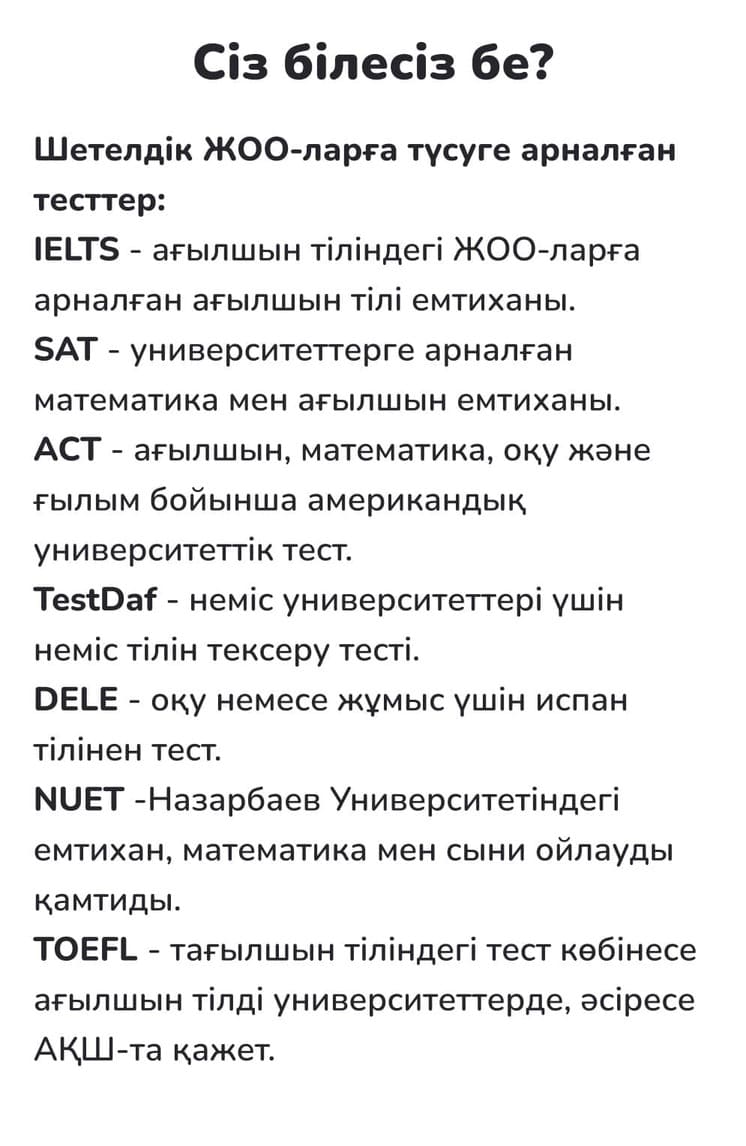 Сіз білесіз бе?
Шетелдік ЖОО-ларға түсуге арналған
тесттер:
IELTS - ағылшын тіліндегі ЖОО-ларға
арналған ағылшын тілі емтиханы.
SAT - университеттерге арналған
математика мен ағылшын емтиханы.
ACT - ағылшын, математика, оқу және
ғылым бойынша американдық
университеттік тест.
TestDaf - неміс университеттері үшін
неміс тілін тексеру тесті.
DELE - оқу немесе жұмыс үшін испан
тілінен тест.
NUET -Назарбаев Университетіндегі
емтихан, математика мен сыни ойлауды
қамтиды.
TOEFL - тағылшын тіліндегі тест көбінесе
ағылшын тілді университеттерде, әсіресе
АҚШ-та қажет.